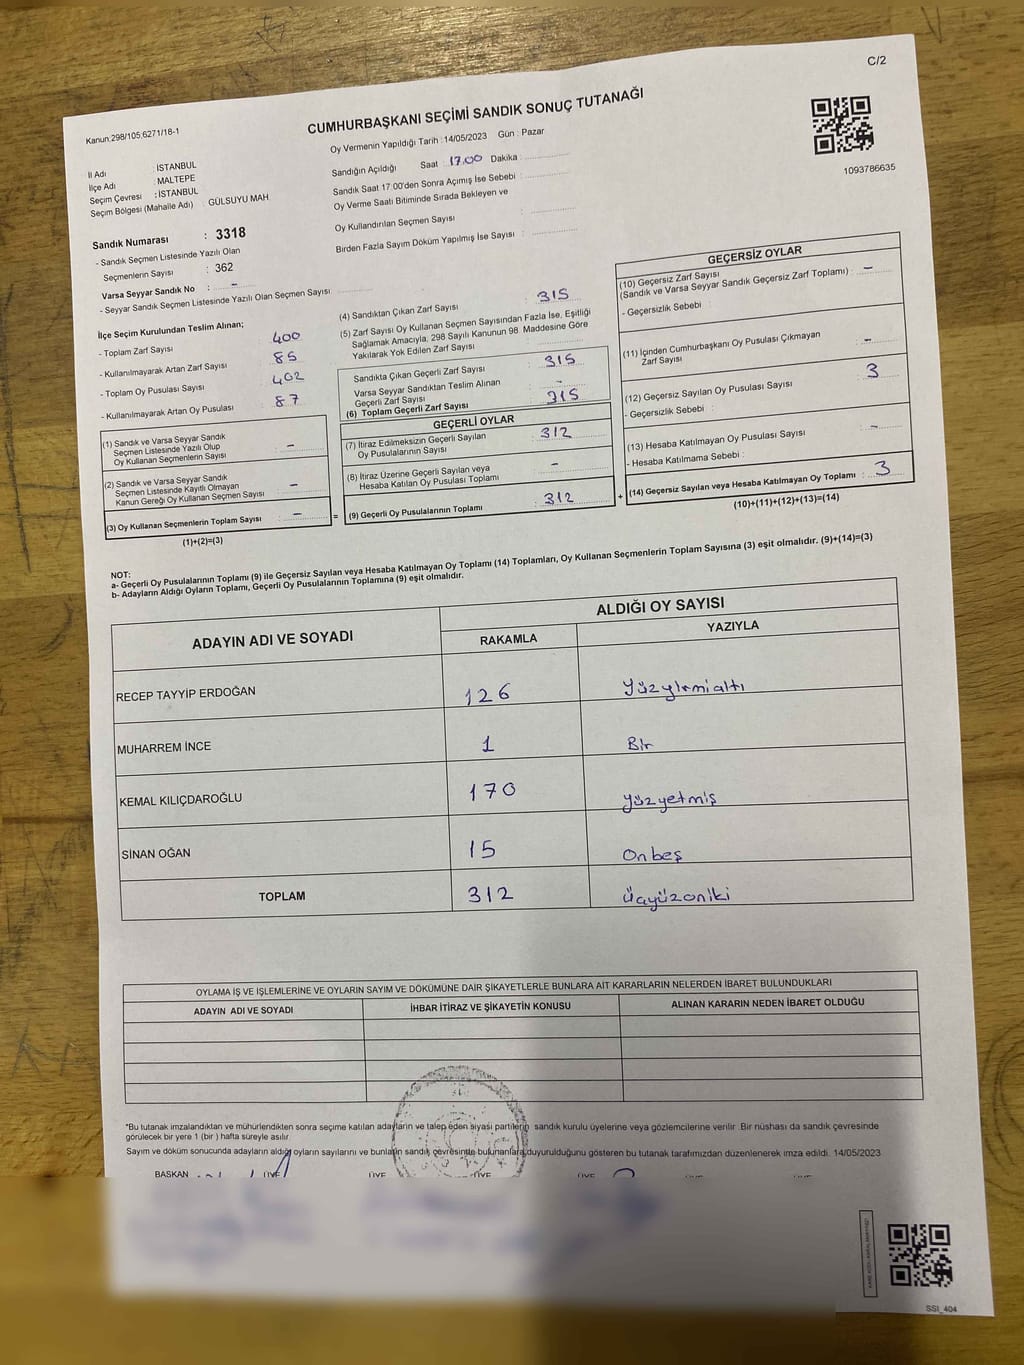 C/2
Kanun.298/105,6271/18-1
CUMHURBAŞKANI SEÇİMİ SANDIK SONUÇ TUTANAĞI
Oy Vermenin Yapıldığı Tarih : 14/05/2023 Gün : Pazar
1093786635
İl Adı : İSTANBUL
İlçe Adı : MALTEPE
Seçim Çevresi : İSTANBUL
Seçim Bölgesi (Mahalle Adı) : GÜLSUYU MAH
Sandığın Açıldığı Saat : 17.00 Dakika :
Sandık Saat 17:00'den Sonra Açımış İse Sebebi :
Oy Verme Saati Bitiminde Sırada Bekleyen ve
Oy Kullandırılan Seçmen Sayısı :
Birden Fazla Sayım Döküm Yapılmış İse Sayısı :
Sandık Numarası : 3318
- Sandık Seçmen Listesinde Yazılı Olan
Seçmenlerin Sayısı : 362
Varsa Seyyar Sandık No : -
- Seyyar Sandık Seçmen Listesinde Yazılı Olan Seçmen Sayısı :
İlçe Seçim Kurulundan Teslim Alınan;
- Toplam Zarf Sayısı : 400
- Kullanılmayarak Artan Zarf Sayısı : 85
- Toplam Oy Pusulası Sayısı : 402
- Kullanılmayarak Artan Oy Pusulası : 87
(1) Sandık ve Varsa Seyyar Sandık
Seçmen Listesinde Yazılı Olup
Oy Kullanan Seçmenlerin Sayısı : -
(2) Sandık ve Varsa Seyyar Sandık
Seçmen Listesinde Kayıtlı Olmayan
Kanun Gereği Oy Kullanan Seçmen Sayısı : -
(3) Oy Kullanan Seçmenlerin Toplam Sayısı : - =
(1)+(2)=(3)
(4) Sandıktan Çıkan Zarf Sayısı : 315
(5) Zarf Sayısı Oy Kullanan Seçmen Sayısından Fazla İse, Eşitliği
Sağlamak Amacıyla, 298 Sayılı Kanunun 98. Maddesine Göre
Yakılarak Yok Edilen Zarf Sayısı :
Sandıkta Çıkan Geçerli Zarf Sayısı : 315
Varsa Seyyar Sandıktan Teslim Alınan
Geçerli Zarf Sayısı : -
(6) Toplam Geçerli Zarf Sayısı : 315
GEÇERLİ OYLAR
(7) İtiraz Edilmeksizin Geçerli Sayılan
Oy Pusulalarının Sayısı : 312
(8) İtiraz Üzerine Geçerli Sayılan veya
Hesaba Katılan Oy Pusulası Toplamı : -
(9) Geçerli Oy Pusulalarının Toplamı : 312 +
GEÇERSİZ OYLAR
(10) Geçersiz Zarf Sayısı
(Sandık ve Varsa Seyyar Sandık Geçersiz Zarf Toplamı) : -
- Geçersizlik Sebebi :
(11) İçinden Cumhurbaşkanı Oy Pusulası Çıkmayan
Zarf Sayısı : -
(12) Geçersiz Sayılan Oy Pusulası Sayısı : 3
- Geçersizlik Sebebi :
(13) Hesaba Katılmayan Oy Pusulası Sayısı : -
- Hesaba Katılmama Sebebi :
(14) Geçersiz Sayılan veya Hesaba Katılmayan Oy Toplamı : 3
(10)+(11)+(12)+(13)=(14)
NOT:
a- Geçerli Oy Pusulalarının Toplamı (9) ile Geçersiz Sayılan veya Hesaba Katılmayan Oy Toplamı (14) Toplamları, Oy Kullanan Seçmenlerin Toplam Sayısına (3) eşit olmalıdır. (9)+(14)=(3)
b- Adayların Aldığı Oyların Toplamı, Geçerli Oy Pusulalarının Toplamına (9) eşit olmalıdır.
ADAYIN ADI VE SOYADI ALDIĞI OY SAYISI
RAKAMLA YAZIYLA
RECEP TAYYİP ERDOĞAN 126 Yüzyirmialtı
MUHARREM İNCE 1 Bir
KEMAL KILIÇDAROĞLU 170 Yüzyetmiş
SİNAN OĞAN 15 Onbeş
TOPLAM 312 Üçyüzoniki
OYLAMA İŞ VE İŞLEMLERİNE VE OYLARIN SAYIM VE DÖKÜMÜNE DAİR ŞİKAYETLERLE BUNLARA AİT KARARLARIN NELERDEN İBARET BULUNDUKLARI
ADAYIN ADI VE SOYADI İHBAR İTİRAZ VE ŞİKAYETİN KONUSU ALINAN KARARIN NEDEN İBARET OLDUĞU
*Bu tutanak imzalandıktan ve mühürlendikten sonra seçime katılan adayların ve talep eden siyasi partilerin sandık kurulu üyelerine veya gözlemcilerine verilir .Bir nüshası da sandık çevresinde
görülecek bir yere 1 (bir ) hafta süreyle asılır.
Sayım ve döküm sonucunda adayların aldığı oyların sayılarını ve bunların sandık çevresinde bulunanlara duyurulduğunu gösteren bu tutanak tarafımızdan düzenlenerek imza edildi. 14/05/2023
BAŞKAN ÜYE ÜYE ÜYE ÜYE ÜYE ÜYE
SSI_404